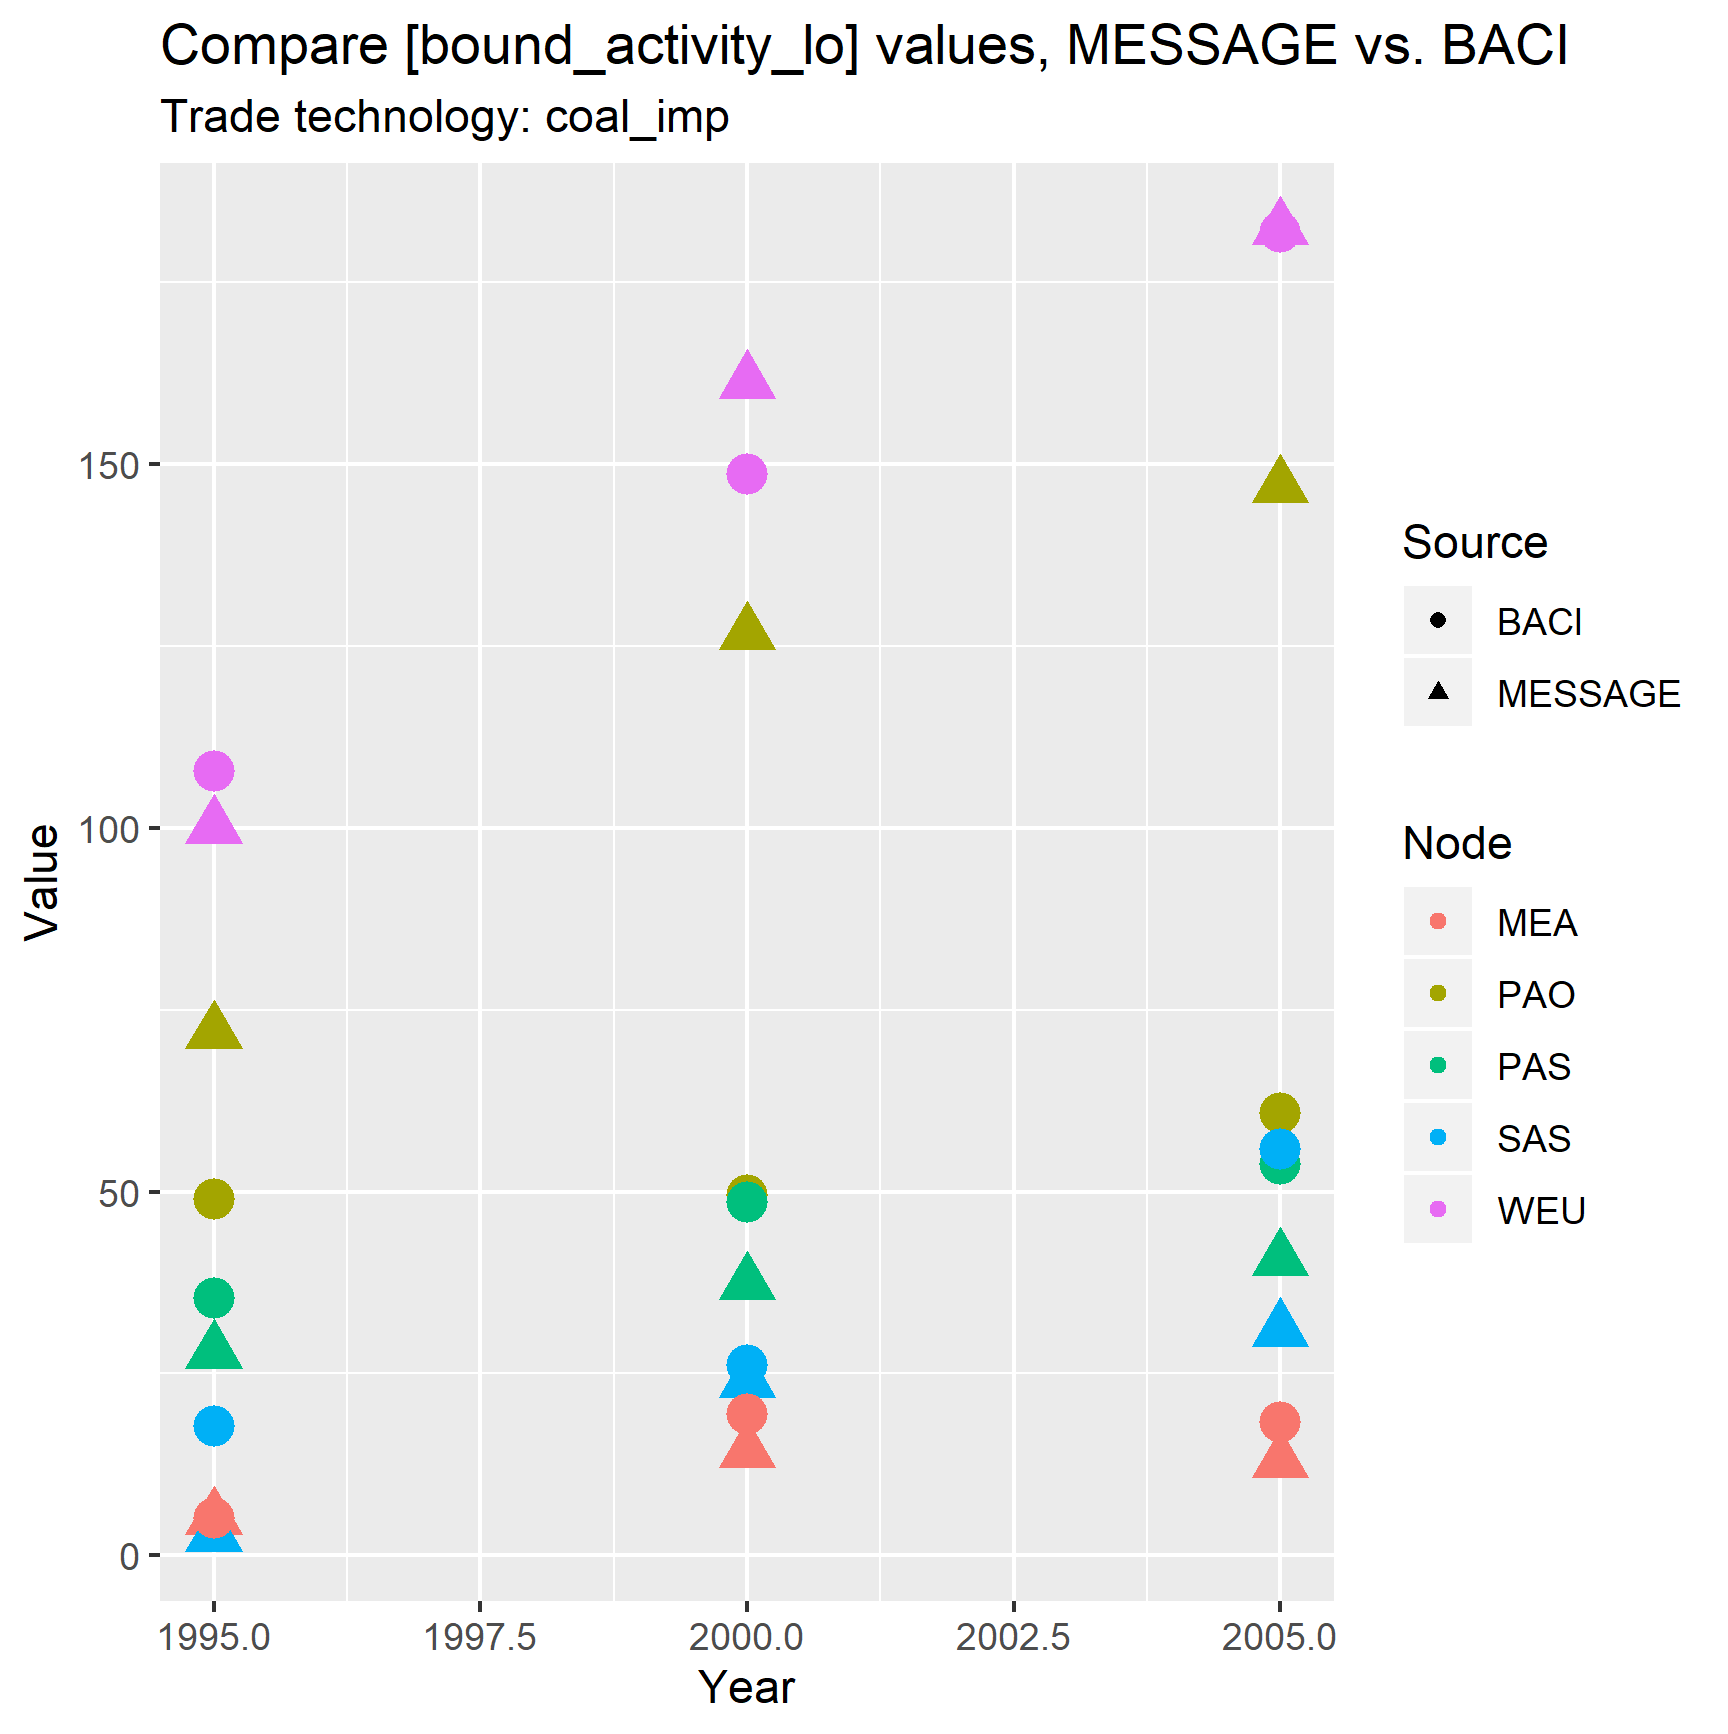 Compare [bound_activity_lo] values, MESSAGE vs. BACI
Trade technology: coal_imp
Value
150
100
50
0
1995.0 1997.5 2000.0 2002.5 2005.0
Year
Source
BACI
MESSAGE
Node
MEA
PAO
PAS
SAS
WEU